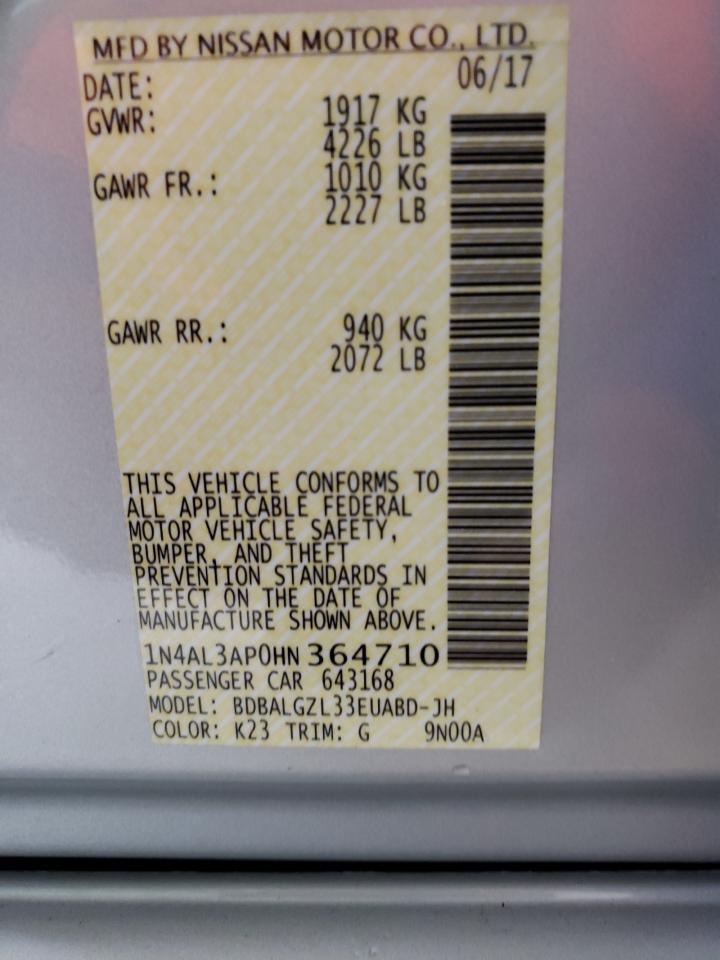 MFD BY NISSAN MOTOR CO., LTD.
DATE: 06/17
GVWR: 1917 KG
4226 LB
GAWR FR.: 1010 KG
2227 LB
GAWR RR.: 940 KG
2072 LB
THIS VEHICLE CONFORMS TO
ALL APPLICABLE FEDERAL
MOTOR VEHICLE SAFETY,
BUMPER, AND THEFT
PREVENTION STANDARDS IN
EFFECT ON THE DATE OF
MANUFACTURE SHOWN ABOVE.
1N4AL3AP0HN364710
PASSENGER CAR 643168
MODEL: BDBALGZL33EUABD-JH
COLOR: K23 TRIM: G 9N00A